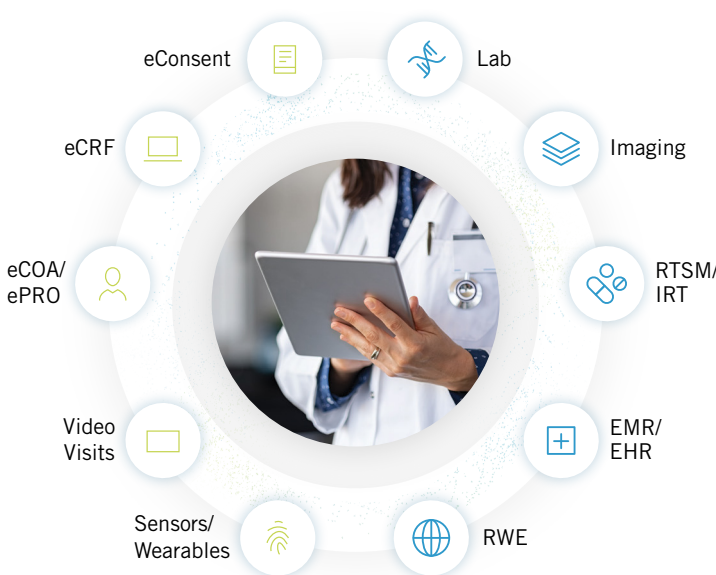 eConsent
Lab
eCRF
Imaging
eCOA/
ePRO
RTSM/
IRT
Video
Visits
EMR/
EHR
Sensors/
Wearables
RWE